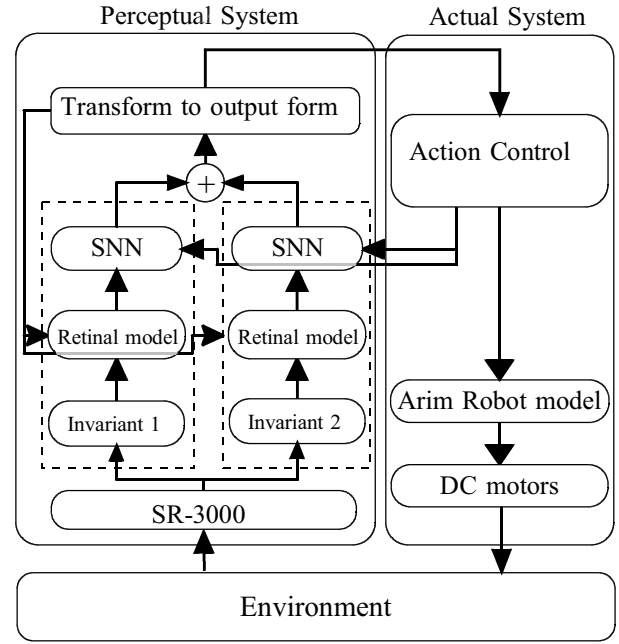 Perceptual System
Actual System
Transform to output form
Action Control
+
SNN
SNN
Retinal model
Retinal model
Arim Robot model
Invariant 1
Invariant 2
DC motors
SR-3000
Environment